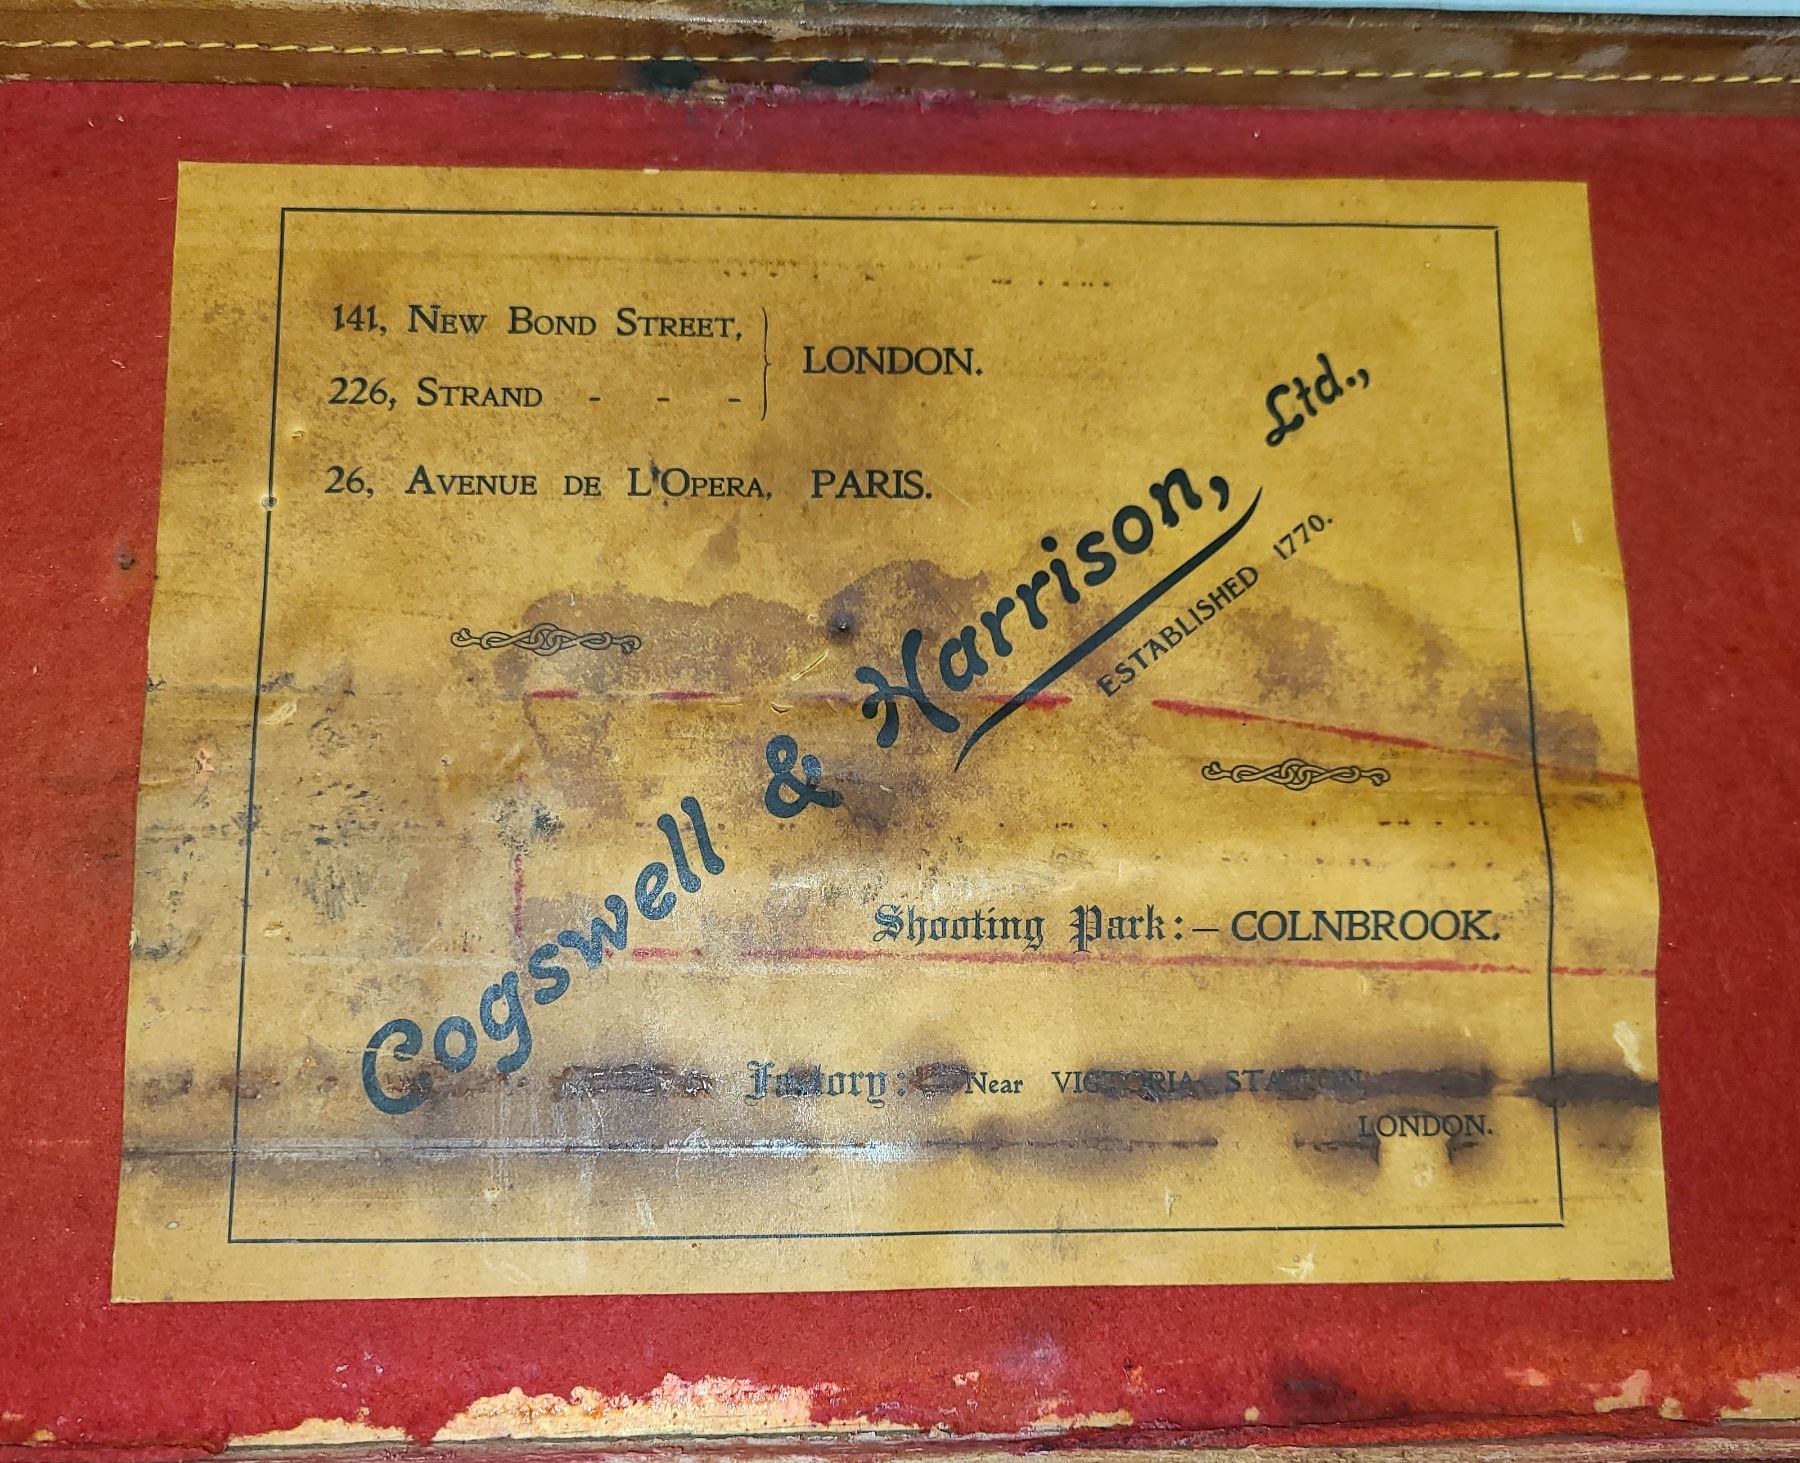 141, NEW BOND STREET,
226, STRAND - - -
LONDON.
26, AVENUE DE L'OPERA, PARIS.
Cogswell & Harrison, Ltd.,
ESTABLISHED 1770.
Shooting Park:— COLNBROOK.
Factory: Near VICTORIA STATION
LONDON.